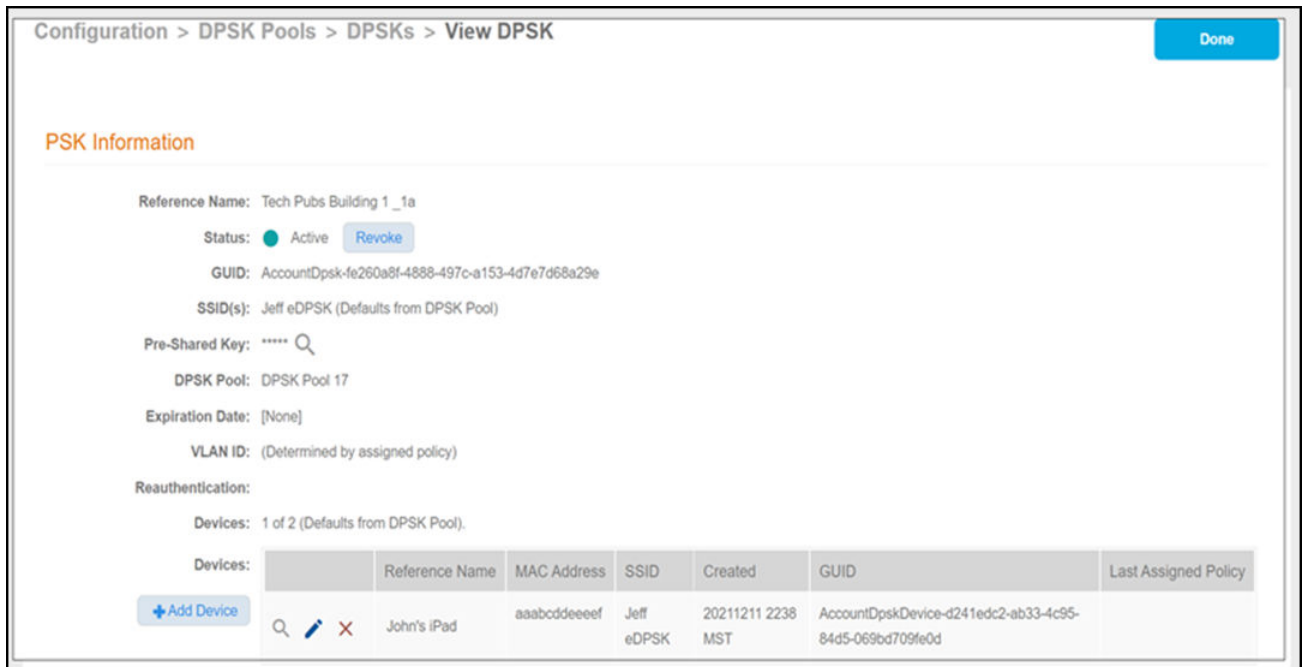 Configuration > DPSK Pools > DPSKs > View DPSK
Done
PSK Information
Reference Name: Tech Pubs Building 1 _1a
Status: Active Revoke
GUID: AccountDpsk-fe260a8f-4888-497c-a153-4d7e7d68a29e
SSID(s): Jeff eDPSK (Defaults from DPSK Pool)
Pre-Shared Key: *****
DPSK Pool: DPSK Pool 17
Expiration Date: [None]
VLAN ID: (Determined by assigned policy)
Reauthentication:
Devices: 1 of 2 (Defaults from DPSK Pool).
Devices:
+Add Device
Reference Name MAC Address SSID Created GUID Last Assigned Policy
John's iPad aaabcddeeeef Jeff 20211211 2238 AccountDpskDevice-d241edc2-ab33-4c95-
eDPSK MST 84d5-069bd709fe0d